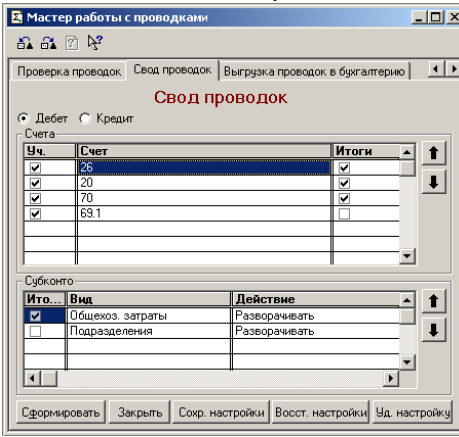 Мастер работы с проводками
Проверка проводок Свод проводок Выгрузка проводок в бухгалтерию
Свод проводок
Дебет Кредит
Счета
Уч. Счет Итоги
26
20
70
69.1
Субконто
Ито... Вид Действие
Общехоз. затраты Разворачивать
Подразделения Разворачивать
Сформировать Закрыть Сохр. настройки Восст. настройки Уд. настройку